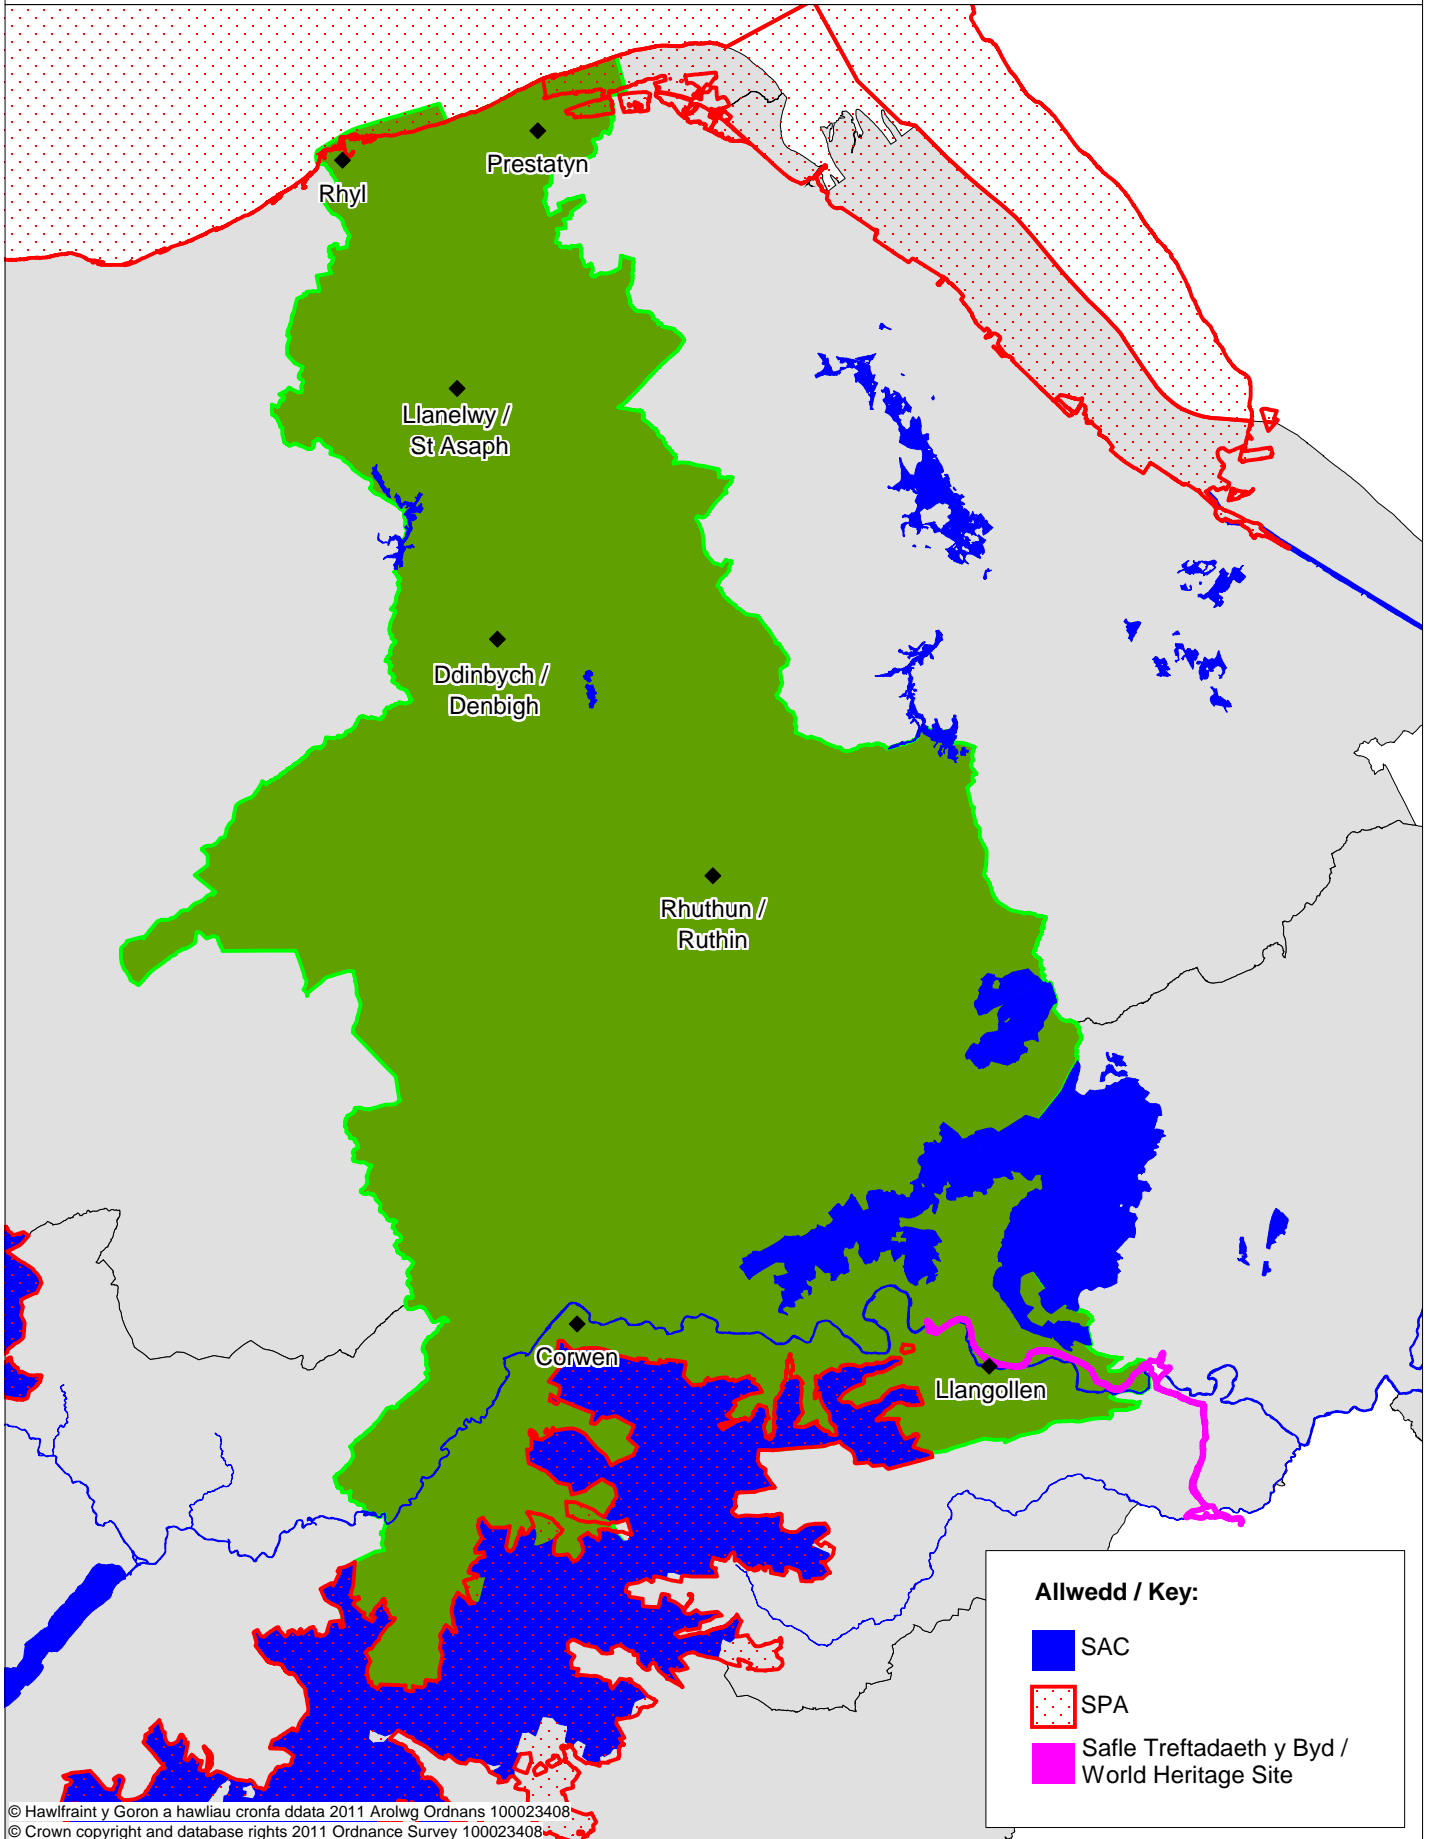 Prestatyn
Rhyl
Llanelwy /
St Asaph
Ddinbych /
Denbigh
Rhuthun /
Ruthin
Corwen
Llangollen
Allwedd / Key:
SAC
SPA
Safle Treftadaeth y Byd /
World Heritage Site
© Hawlfraint y Goron a hawliau cronfa ddata 2011 Arolwg Ordnans 100023408
© Crown copyright and database rights 2011 Ordnance Survey 100023408